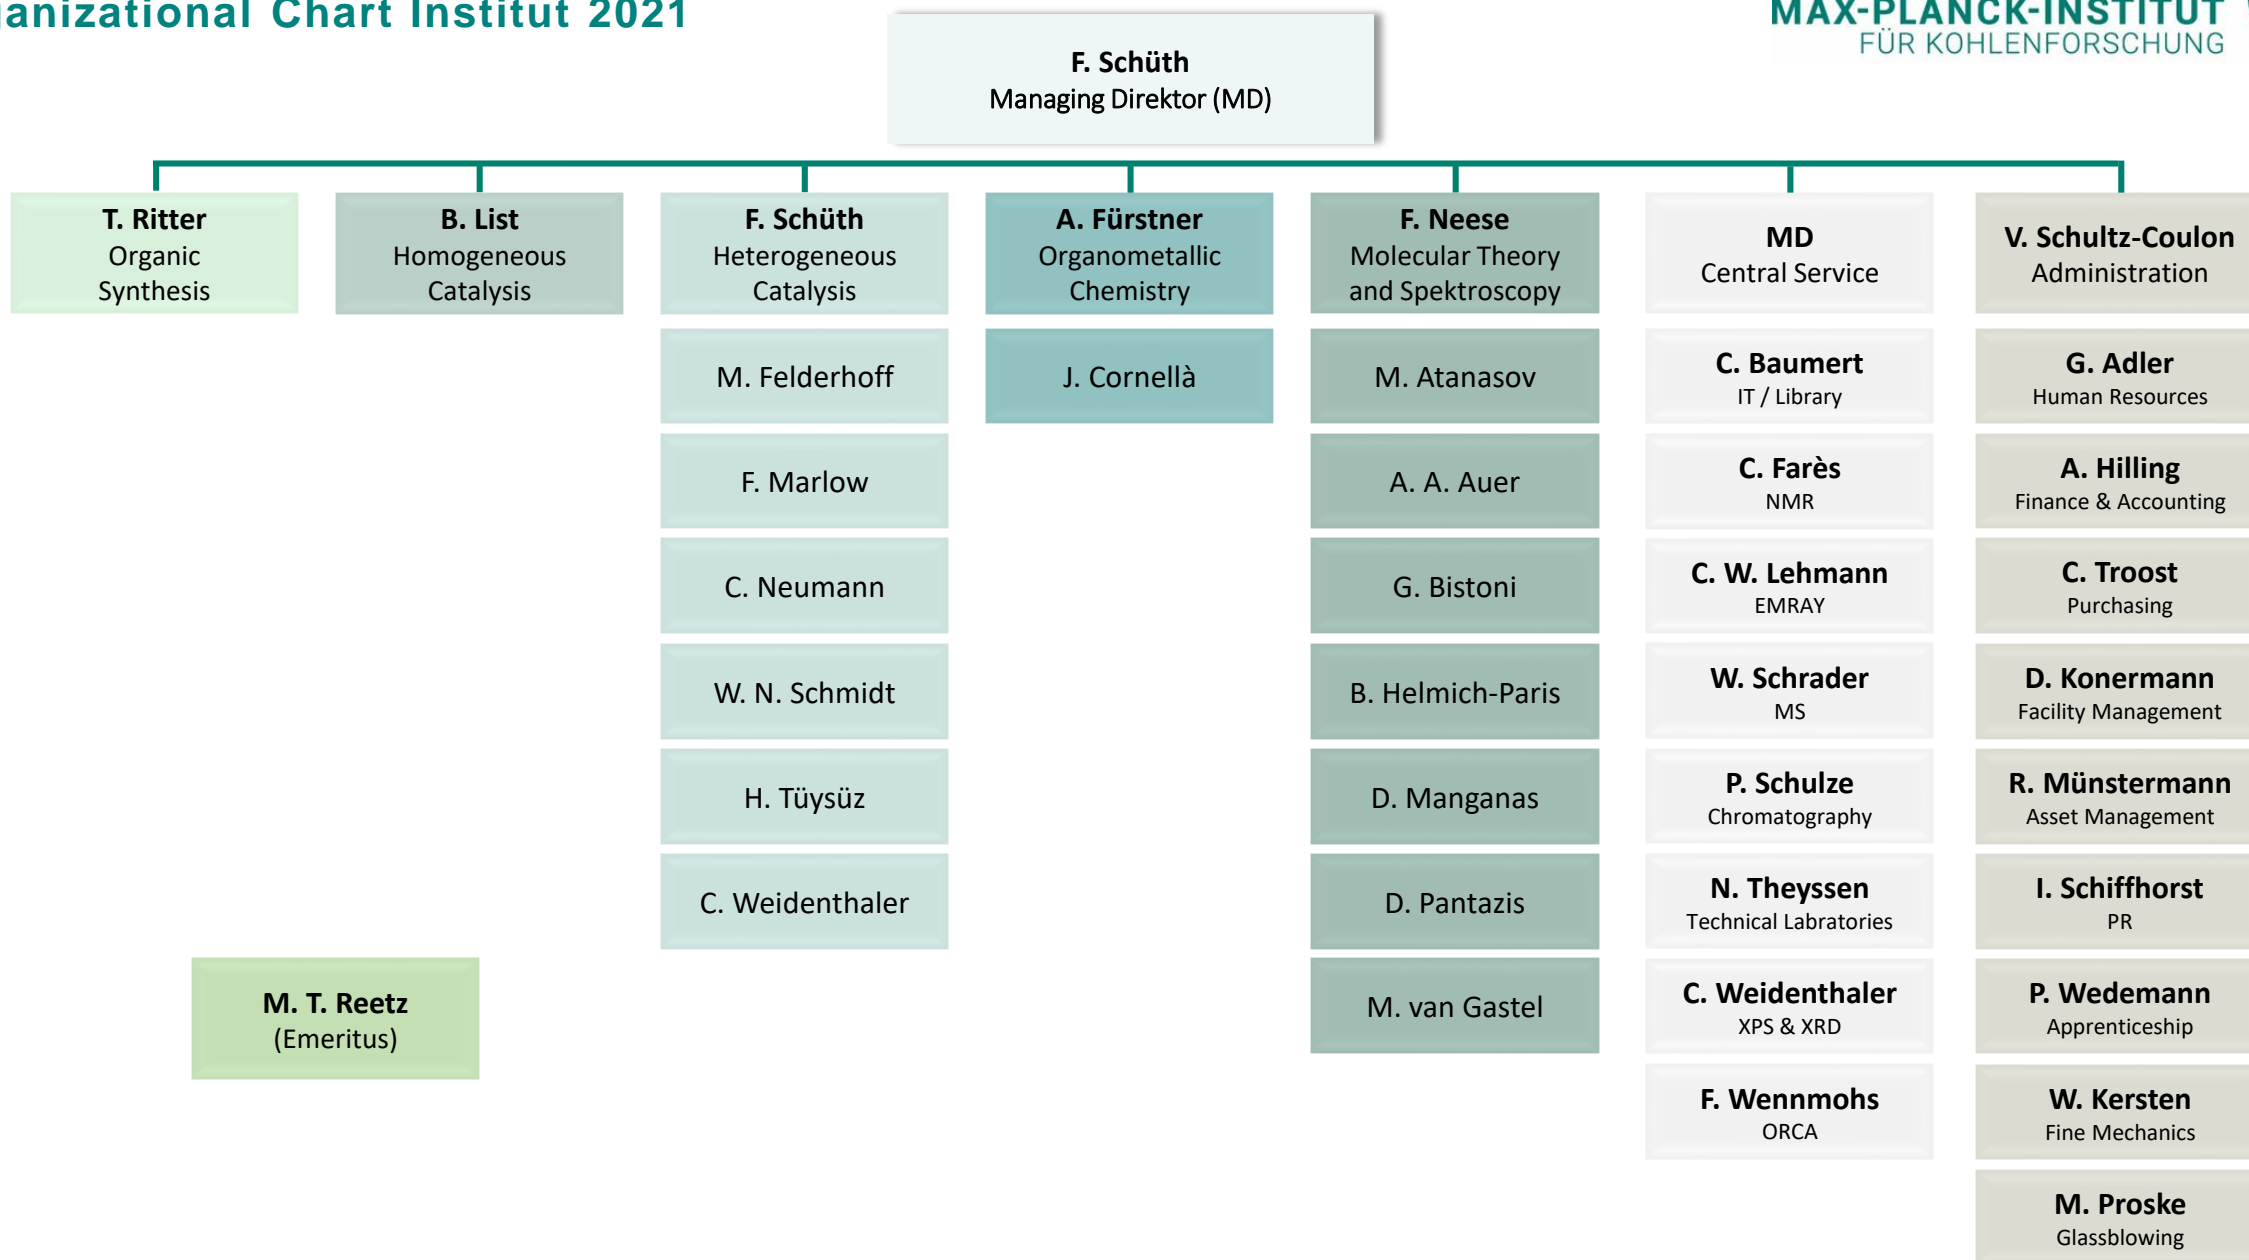 ganizational Chart Institut 2021
MAX-PLANCK-INSTITUT
FÜR KOHLENFORSCHUNG
F. Schüth
Managing Direktor (MD)
T. Ritter
Organic
Synthesis
B. List
Homogeneous
Catalysis
F. Schüth
Heterogeneous
Catalysis
M. Felderhoff
F. Marlow
C. Neumann
W. N. Schmidt
H. Tüysüz
C. Weidenthaler
A. Fürstner
Organometallic
Chemistry
J. Cornellà
F. Neese
Molecular Theory
and Spektroscopy
M. Atanasov
A. A. Auer
G. Bistoni
B. Helmich-Paris
D. Manganas
D. Pantazis
M. van Gastel
MD
Central Service
C. Baumert
IT / Library
C. Farès
NMR
C. W. Lehmann
EMRAY
W. Schrader
MS
P. Schulze
Chromatography
N. Theyssen
Technical Labratories
C. Weidenthaler
XPS & XRD
F. Wennmohs
ORCA
V. Schultz-Coulon
Administration
G. Adler
Human Resources
A. Hilling
Finance & Accounting
C. Troost
Purchasing
D. Konermann
Facility Management
R. Münstermann
Asset Management
I. Schiffhorst
PR
P. Wedemann
Apprenticeship
W. Kersten
Fine Mechanics
M. Proske
Glassblowing
M. T. Reetz
(Emeritus)